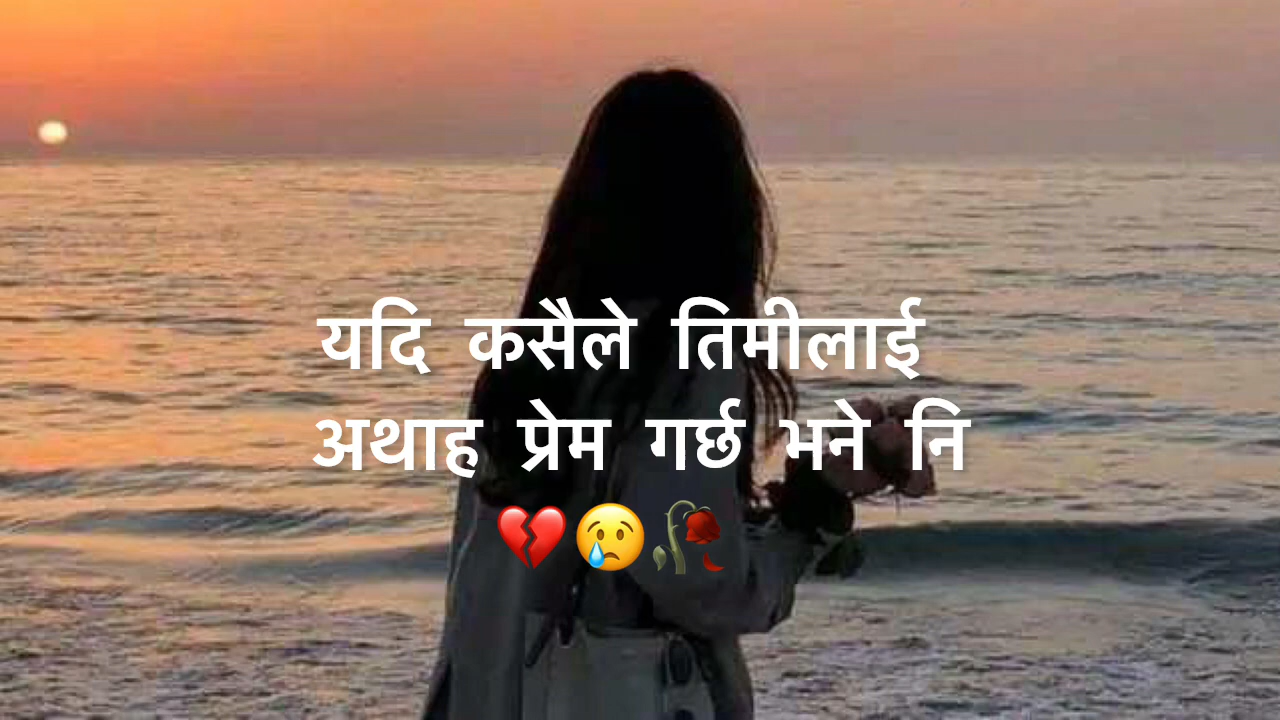 यदि कसैले तिमीलाई
अथाह प्रेम गर्छ भने नि
💔😢🥀